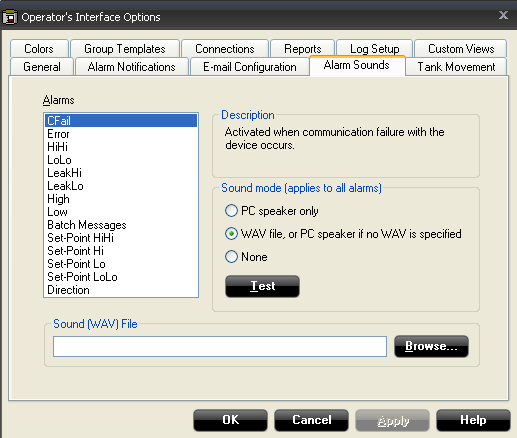 Operator's Interface Options
Colors Group Templates Connections Reports Log Setup Custom Views
General Alarm Notifications E-mail Configuration Alarm Sounds Tank Movement
Alarms
CFail
Error
HiHi
LoLo
LeakHi
LeakLo
High
Low
Batch Messages
Set-Point HiHi
Set-Point Hi
Set-Point Lo
Set-Point LoLo
Direction
Description
Activated when communication failure with the
device occurs.
Sound mode (applies to all alarms)
PC speaker only
WAV file, or PC speaker if no WAV is specified
None
Test
Sound (WAV) File
Browse...
OK Cancel Apply Help